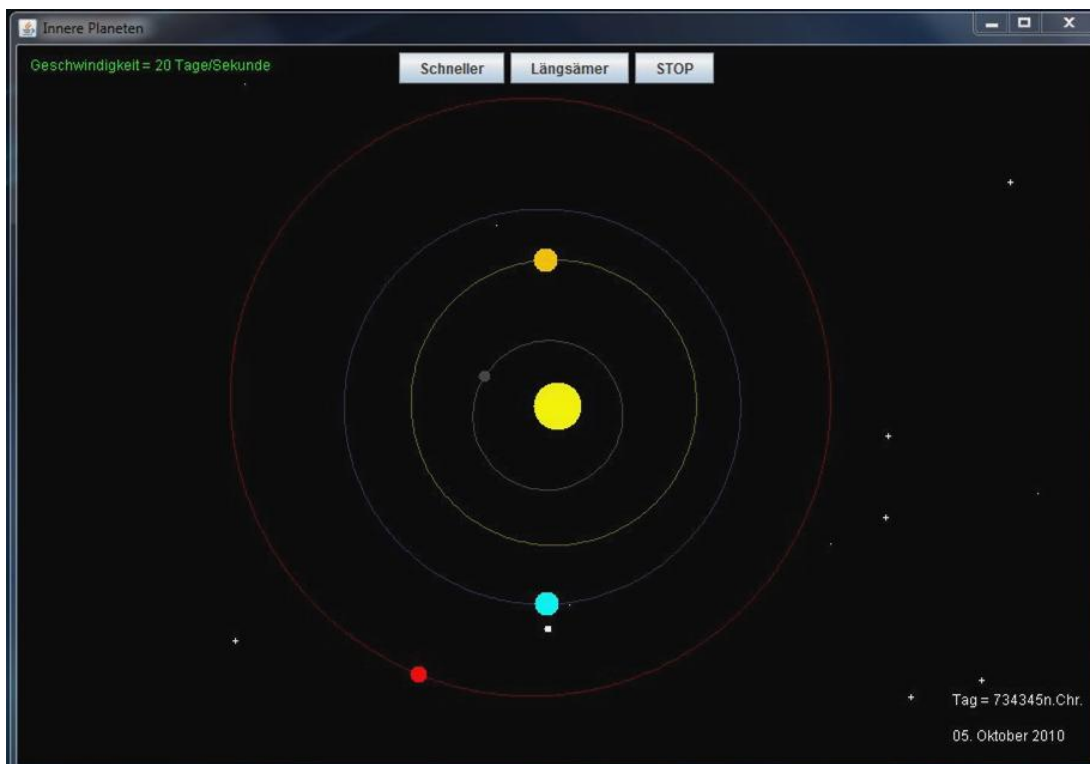 Innere Planeten
Geschwindigkeit = 20 Tage/Sekunde
Schneller
Längsämer
STOP
Tag = 734345n.Chr.
05. Oktober 2010